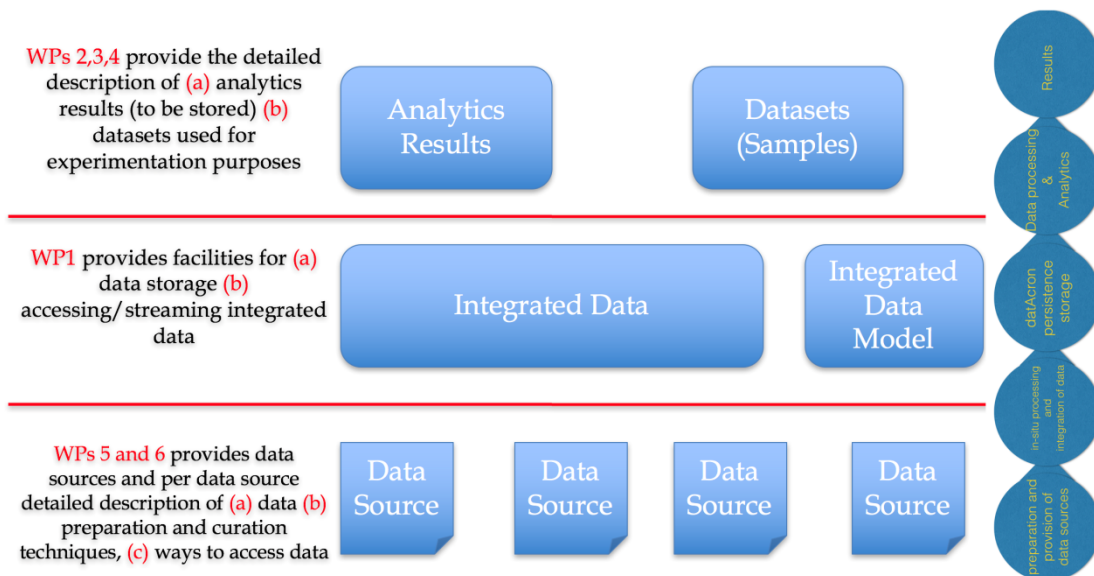 WPs 2,3,4 provide the detailed
description of (a) analytics
results (to be stored) (b)
datasets used for
experimentation purposes
Analytics
Results
Datasets
(Samples)
WP1 provides facilities for (a)
data storage (b)
accessing/streaming integrated
data
Integrated Data
Integrated
Data
Model
WPs 5 and 6 provides data
sources and per data source
detailed description of (a) data (b)
preparation and curation
techniques, (c) ways to access data
Data
Source
Data
Source
Data
Source
Data
Source
Results
Data processing
&
Analytics
datAcron
persistence
storage
in-situ processing
and
integration of data
preparation and
provision of
data sources